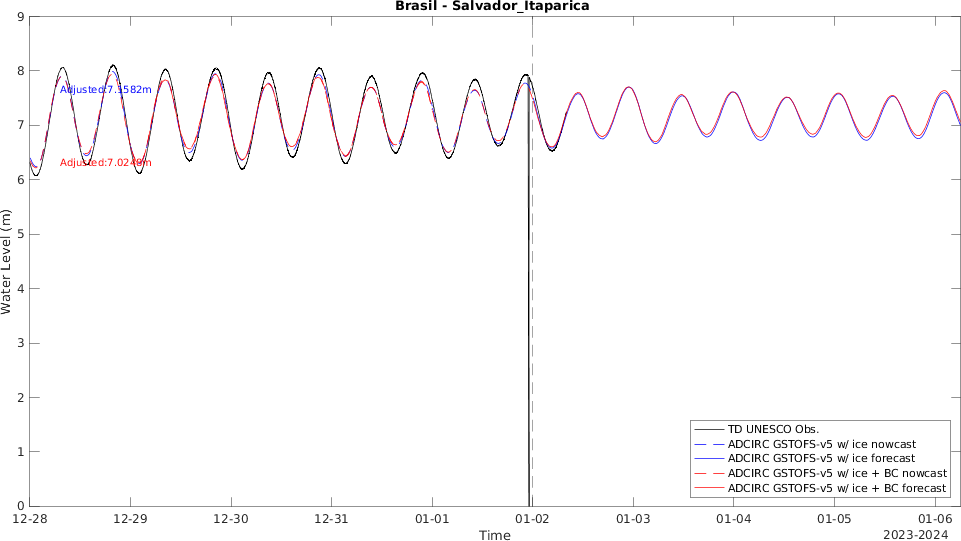 Brasil - Salvador_Itaparica
9
8
7
6
5
4
3
2
1
0
Water Level (m)
Adjusted:7.1582m
Adjusted:7.0248m
TD UNESCO Obs.
ADCIRC GSTOFS-v5 w/ ice nowcast
ADCIRC GSTOFS-v5 w/ ice forecast
ADCIRC GSTOFS-v5 w/ ice + BC nowcast
ADCIRC GSTOFS-v5 w/ ice + BC forecast
12-28 12-29 12-30 12-31 01-01 01-02 01-03 01-04 01-05 01-06
Time
2023-2024